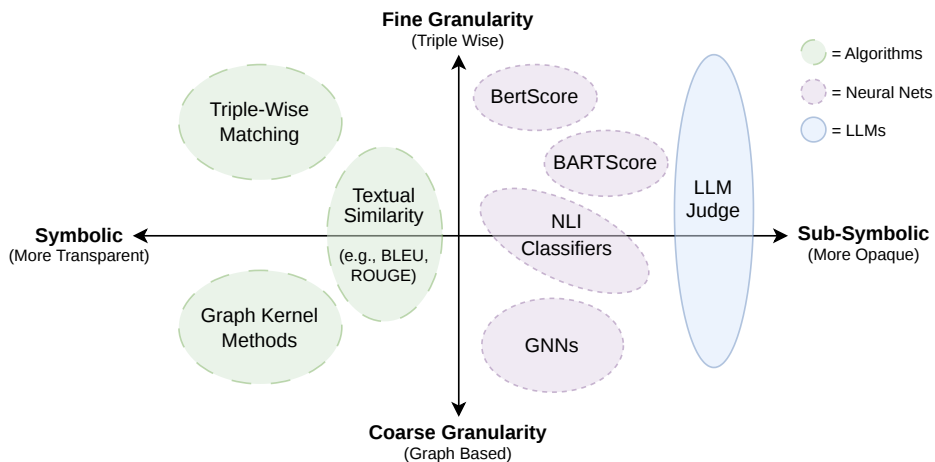 Fine Granularity
(Triple Wise)
= Algorithms
= Neural Nets
= LLMs
Triple-Wise
Matching
BertScore
BARTScore
Textual
Similarity
(e.g., BLEU,
ROUGE)
NLI
Classifiers
LLM
Judge
Symbolic
(More Transparent)
Sub-Symbolic
(More Opaque)
Graph Kernel
Methods
GNNs
Coarse Granularity
(Graph Based)